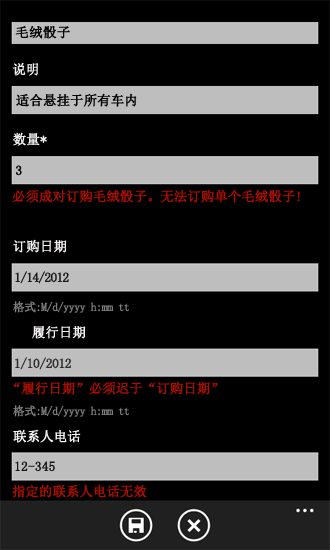 毛绒骰子
说明
适合悬挂于所有车内
数量*
3
必须成对订购毛绒骰子。无法订购单个毛绒骰子!
订购日期
1/14/2012
格式:M/d/yyyy h:mm tt
履行日期
1/10/2012
“履行日期”必须迟于“订购日期”
格式:M/d/yyyy h:mm tt
联系人电话
12-345
指定的联系人电话无效